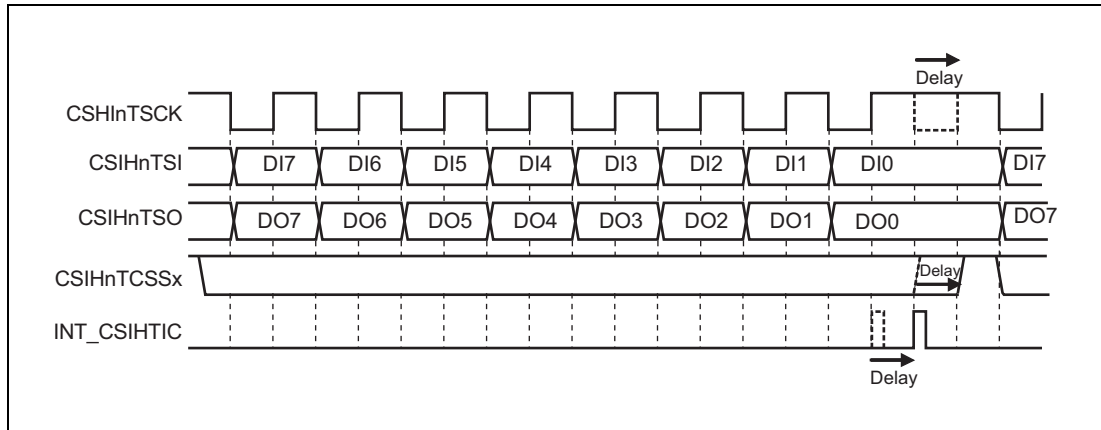 Delay
CSHInTSCK
CSIHnTSI DI7 DI6 DI5 DI4 DI3 DI2 DI1 DI0 DI7
CSIHnTSO DO7 DO6 DO5 DO4 DO3 DO2 DO1 DO0 DO7
CSIHnTCSSx Delay
INT_CSIHTIC
Delay